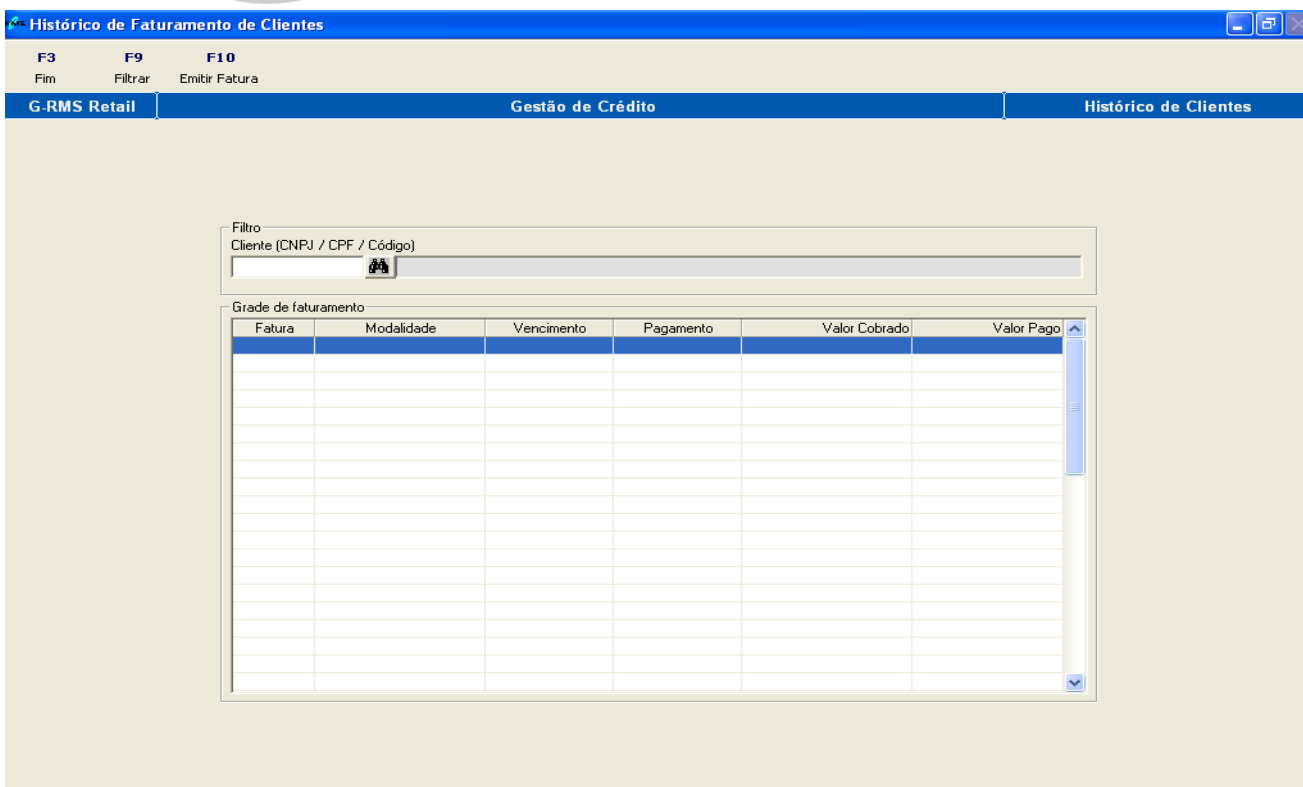 Histórico de Faturamento de Clientes
F3 F9 F10
Fim Filtrar Emitir Fatura
G-RMS Retail Gestão de Crédito Histórico de Clientes
Filtro
Cliente (CNPJ / CPF / Código)
Grade de faturamento
Fatura Modalidade Vencimento Pagamento Valor Cobrado Valor Pago